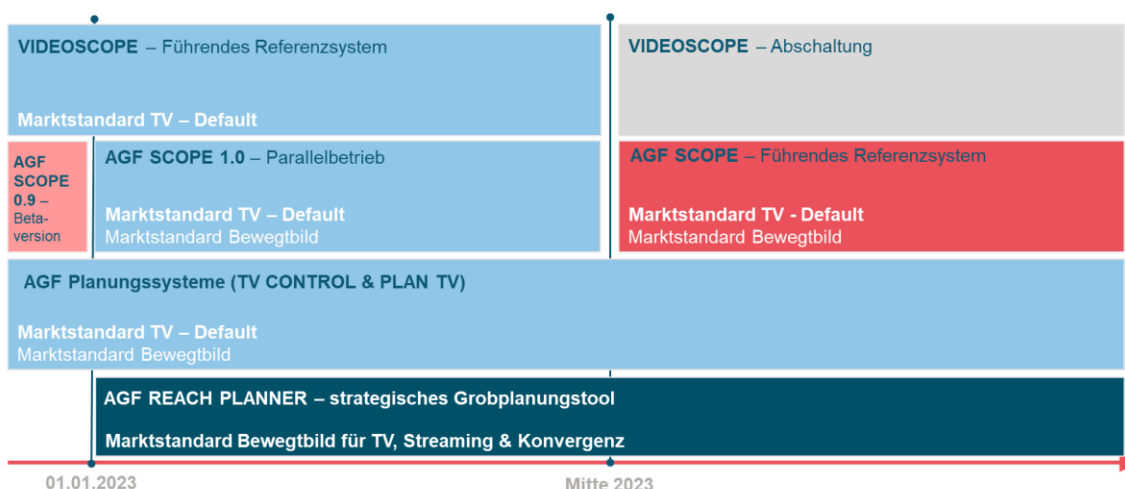 VIDEOSCOPE – Führendes Referenzsystem
Marktstandard TV – Default
VIDEOSCOPE – Abschaltung
AGF
SCOPE
0.9 –
Beta-
version
AGF SCOPE 1.0 – Parallelbetrieb
Marktstandard TV – Default
Marktstandard Bewegtbild
AGF SCOPE – Führendes Referenzsystem
Marktstandard TV - Default
Marktstandard Bewegtbild
AGF Planungssysteme (TV CONTROL & PLAN TV)
Marktstandard TV – Default
Marktstandard Bewegtbild
AGF REACH PLANNER – strategisches Grobplanungstool
Marktstandard Bewegtbild für TV, Streaming & Konvergenz
01.01.2023
Mitte 2023